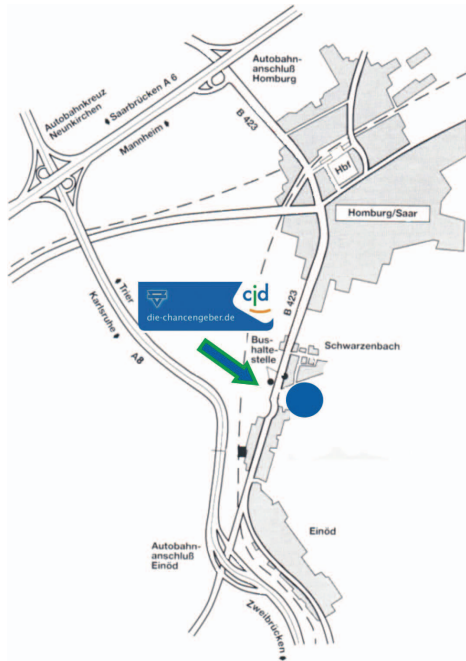 Autobahn-
anschluß
Homburg
Autobahnkreuz
Neunkirchen
Saarbrücken A 6
Mannheim
B 423
Hbf
Homburg/Saar
Trier
Karlsruhe
A8
cjd
die-chancengeber.de
B 423
Bus-
halte-
stelle
Schwarzenbach
Einöd
Autobahn-
anschluß
Einöd
Zweibrücken